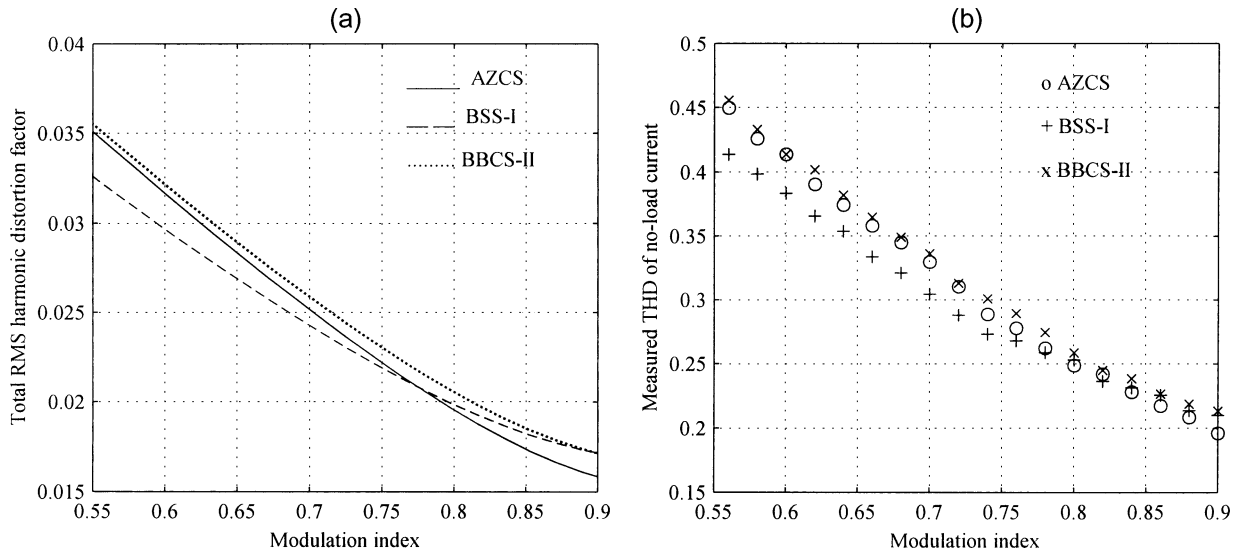 (a)
0.04
0.035
0.03
0.025
0.02
0.015
Total RMS harmonic distortion factor
AZCS
BSS-I
BBCS-II
0.55 0.6 0.65 0.7 0.75 0.8 0.85 0.9
Modulation index
(b)
0.5
0.45
0.4
0.35
0.3
0.25
0.2
0.15
Measured THD of no-load current
o AZCS
+ BSS-I
x BBCS-II
0.55 0.6 0.65 0.7 0.75 0.8 0.85 0.9
Modulation index